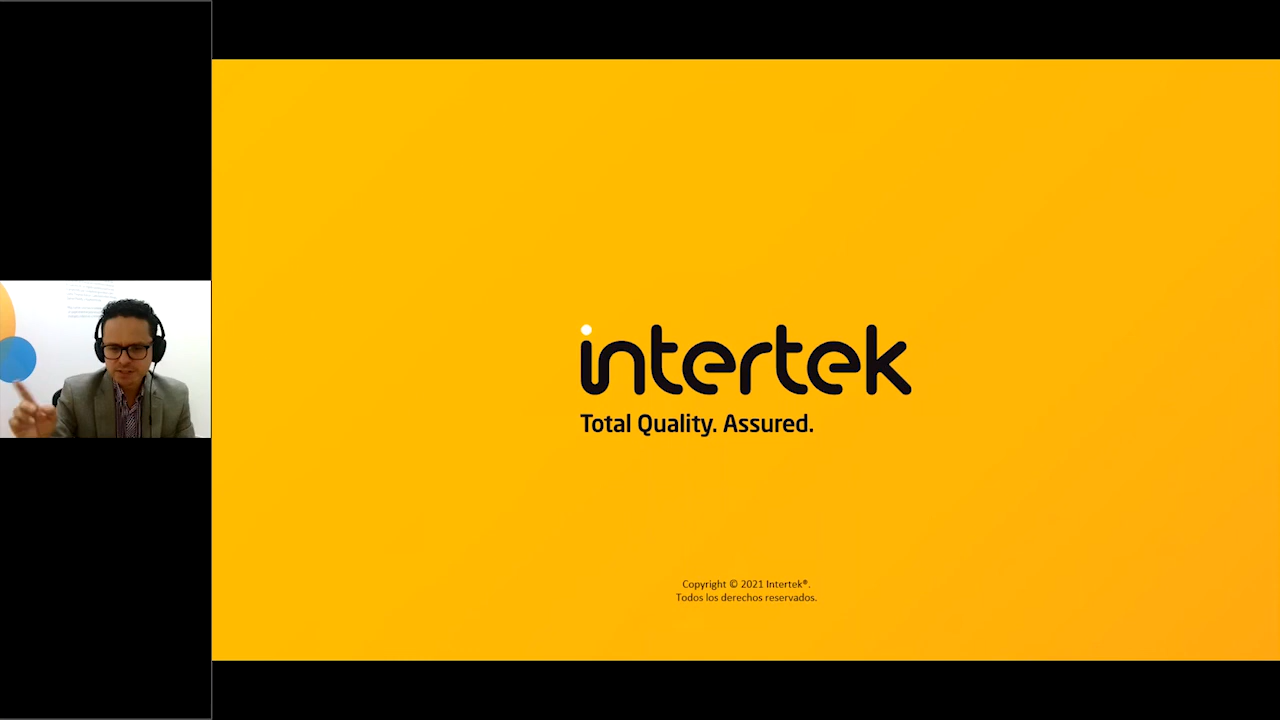 intertek
Total Quality. Assured.
Copyright © 2021 Intertek®.
Todos los derechos reservados.